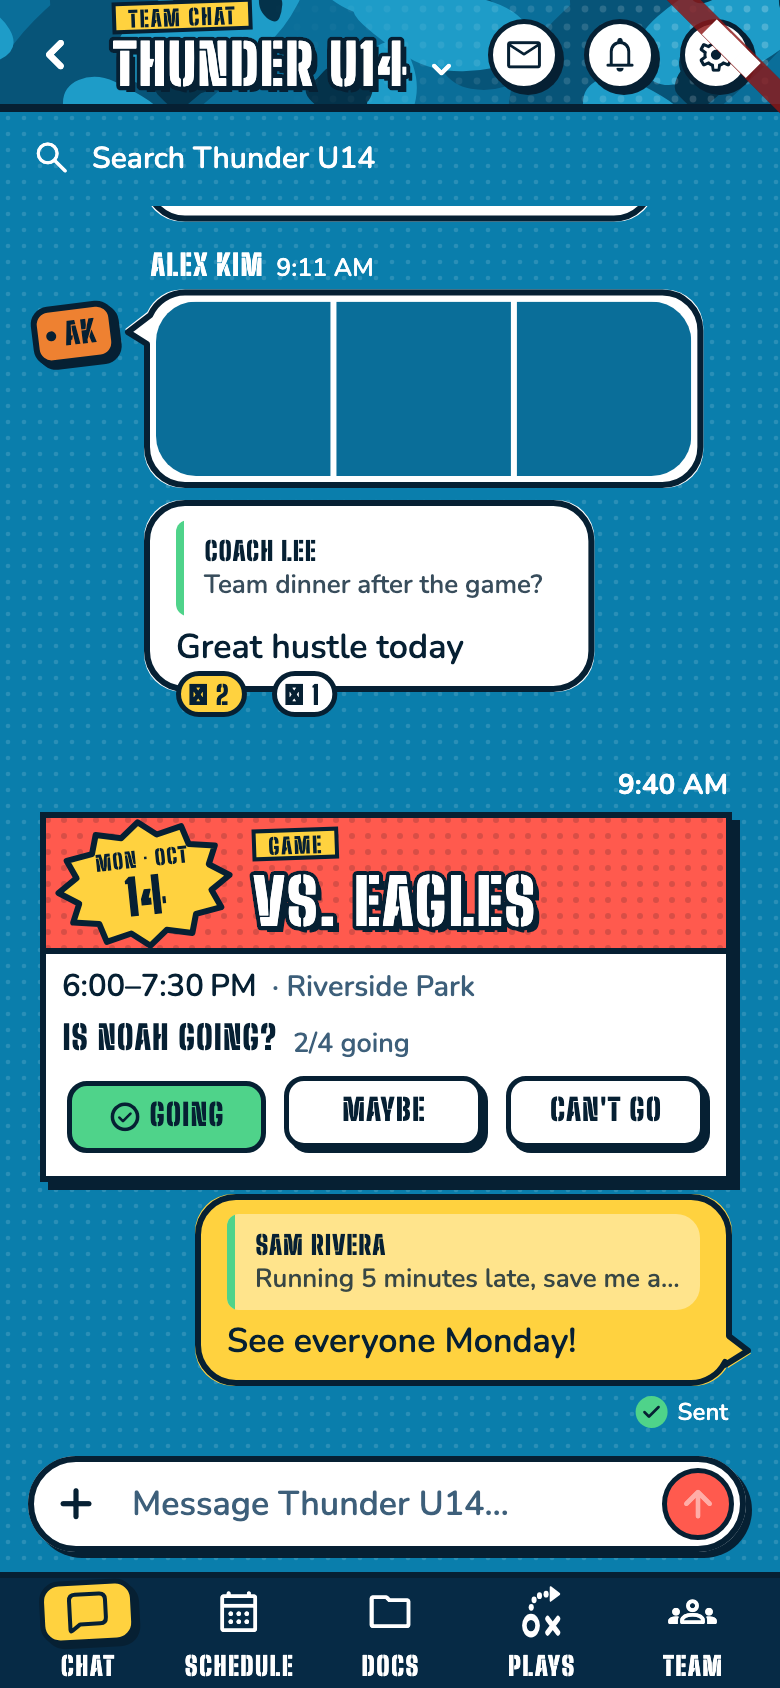 TEAM CHAT
THUNDER U14
Search Thunder U14
ALEX KIM 9:11 AM
AK
COACH LEE
Team dinner after the game?
Great hustle today
2
1
9:40 AM
MON · OCT
14
GAME
VS. EAGLES
6:00–7:30 PM · Riverside Park
IS NOAH GOING? 2/4 going
GOING
MAYBE
CAN'T GO
SAM RIVERA
Running 5 minutes late, save me a...
See everyone Monday!
Sent
Message Thunder U14...
CHAT
SCHEDULE
DOCS
PLAYS
TEAM